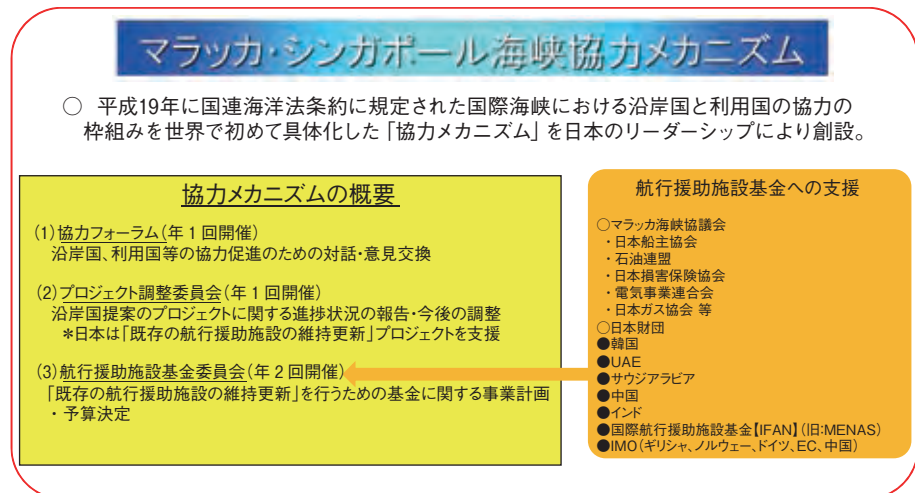 マラッカ・シンガポール海峡協力メカニズム
○ 平成19年に国連海洋法条約に規定された国際海峡における沿岸国と利用国の協力の
枠組みを世界で初めて具体化した「協力メカニズム」を日本のリーダーシップにより創設。
協力メカニズムの概要
(1)協力フォーラム(年1回開催)
沿岸国、利用国等の協力促進のための対話・意見交換
(2)プロジェクト調整委員会(年1回開催)
沿岸国提案のプロジェクトに関する進捗状況の報告・今後の調整
*日本は「既存の航行援助施設の維持更新」プロジェクトを支援
(3)航行援助施設基金委員会(年2回開催)
「既存の航行援助施設の維持更新」を行うための基金に関する事業計画
・予算決定
航行援助施設基金への支援
○マラッカ海峡協議会
・日本船主協会
・石油連盟
・日本損害保険協会
・電気事業連合会
・日本ガス協会 等
○日本財団
●韓国
●UAE
●サウジアラビア
●中国
●インド
●国際航行援助施設基金【IFAN】(旧:MENAS)
●IMO(ギリシャ、ノルウェー、ドイツ、EC、中国)